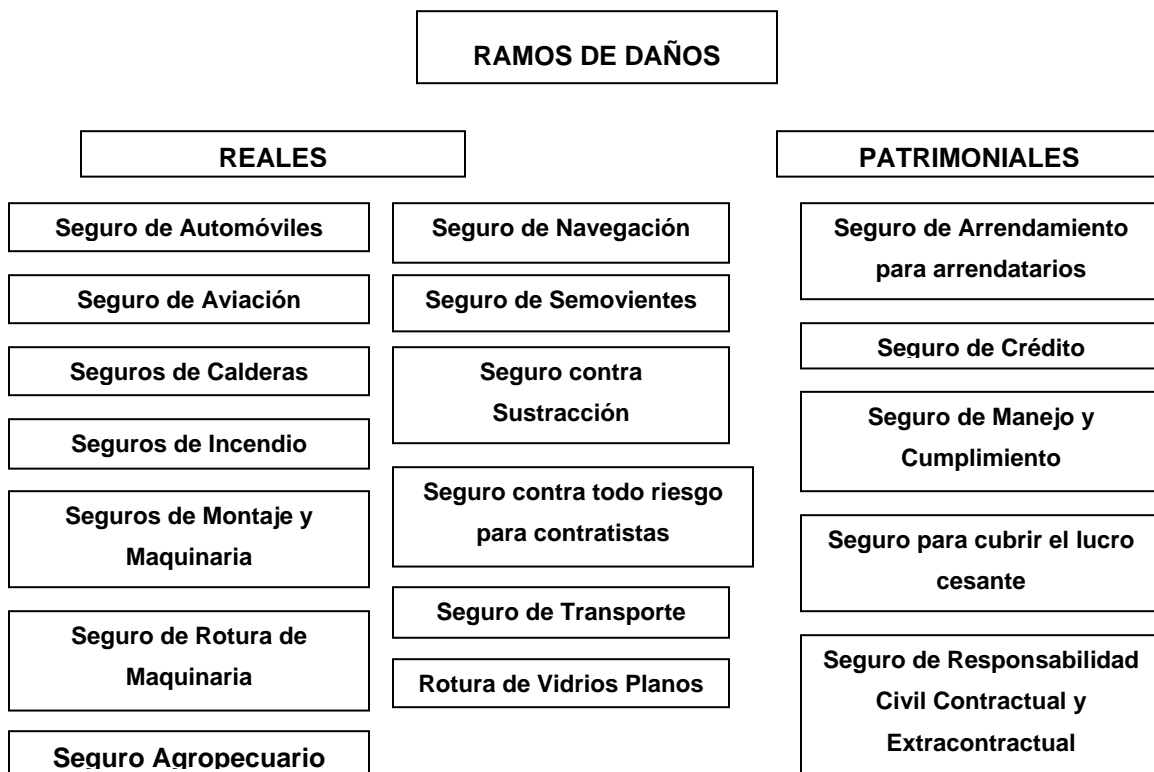 RAMOS DE DAÑOS
REALES
Seguro de Automóviles
Seguro de Aviación
Seguros de Calderas
Seguros de Incendio
Seguros de Montaje y
Maquinaria
Seguro de Rotura de
Maquinaria
Seguro Agropecuario
Seguro de Navegación
Seguro de Semovientes
Seguro contra
Sustracción
Seguro contra todo riesgo
para contratistas
Seguro de Transporte
Rotura de Vidrios Planos
PATRIMONIALES
Seguro de Arrendamiento
para arrendatarios
Seguro de Crédito
Seguro de Manejo y
Cumplimiento
Seguro para cubrir el lucro
cesante
Seguro de Responsabilidad
Civil Contractual y
Extracontractual